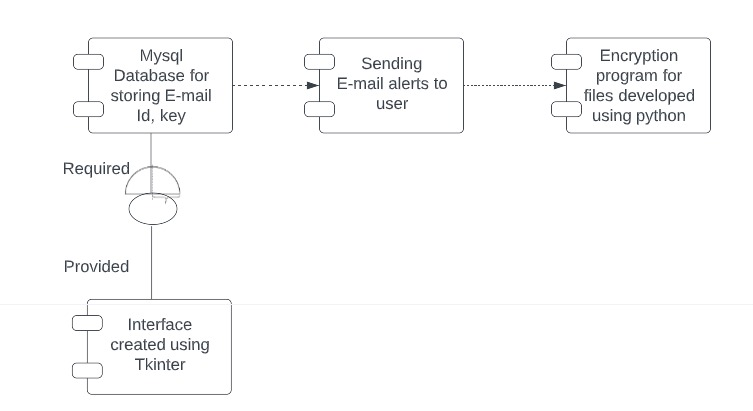 Mysql
Database for
storing E-mail
Id, key
Sending
E-mail alerts to
user
Encryption
program for
files developed
using python
Required
Provided
Interface
created using
Tkinter